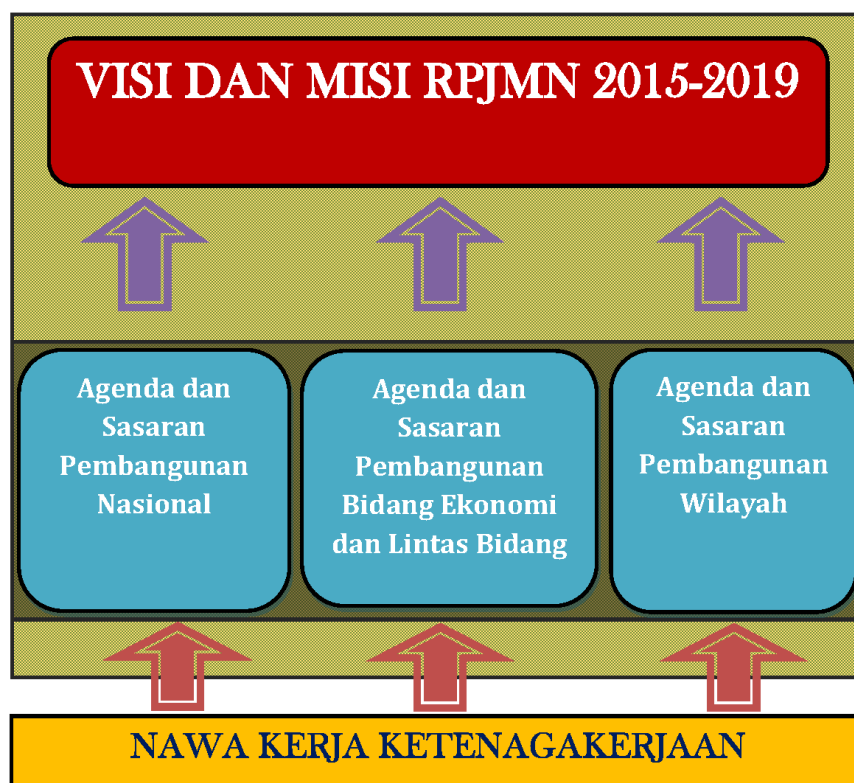 VISI DAN MISI RPJMN 2015-2019
Agenda dan
Sasaran
Pembangunan
Nasional
Agenda dan
Sasaran
Pembangunan
Bidang Ekonomi
dan Lintas Bidang
Agenda dan
Sasaran
Pembangunan
Wilayah
NAWA KERJA KETENAGAKERJAAN